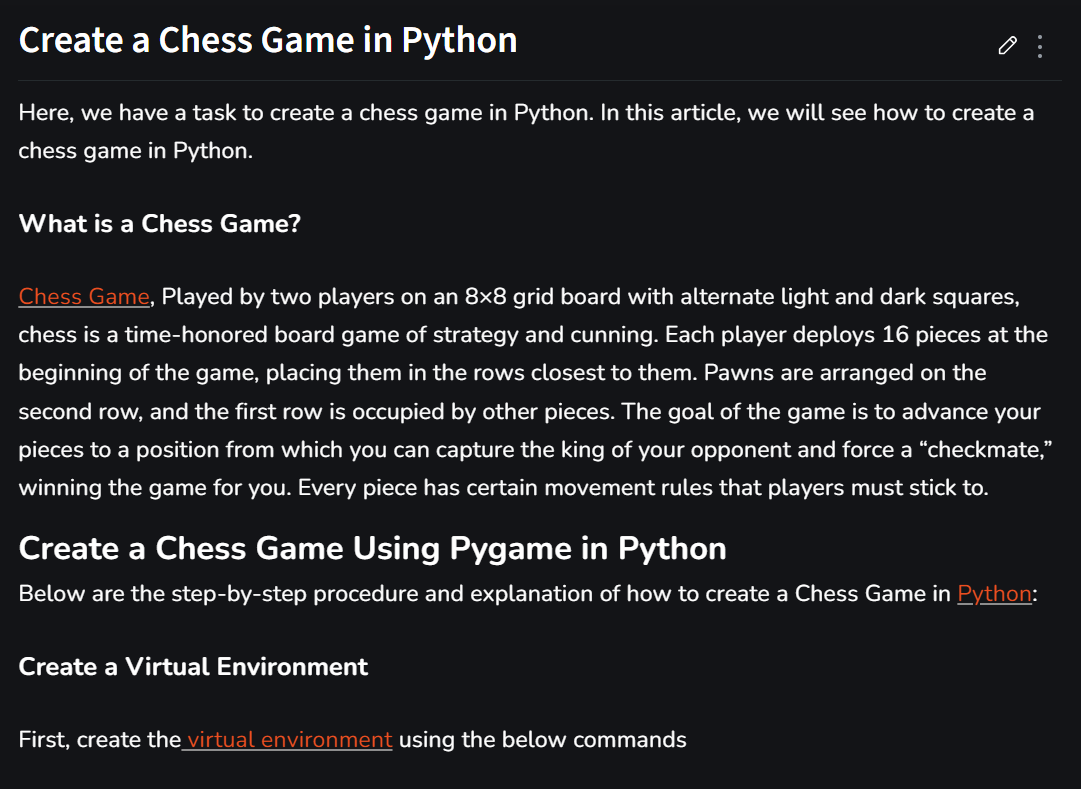 Create a Chess Game in Python
Here, we have a task to create a chess game in Python. In this article, we will see how to create a
chess game in Python.
What is a Chess Game?
Chess Game, Played by two players on an 8×8 grid board with alternate light and dark squares,
chess is a time-honored board game of strategy and cunning. Each player deploys 16 pieces at the
beginning of the game, placing them in the rows closest to them. Pawns are arranged on the
second row, and the first row is occupied by other pieces. The goal of the game is to advance your
pieces to a position from which you can capture the king of your opponent and force a “checkmate,”
winning the game for you. Every piece has certain movement rules that players must stick to.
Create a Chess Game Using Pygame in Python
Below are the step-by-step procedure and explanation of how to create a Chess Game in Python:
Create a Virtual Environment
First, create the virtual environment using the below commands